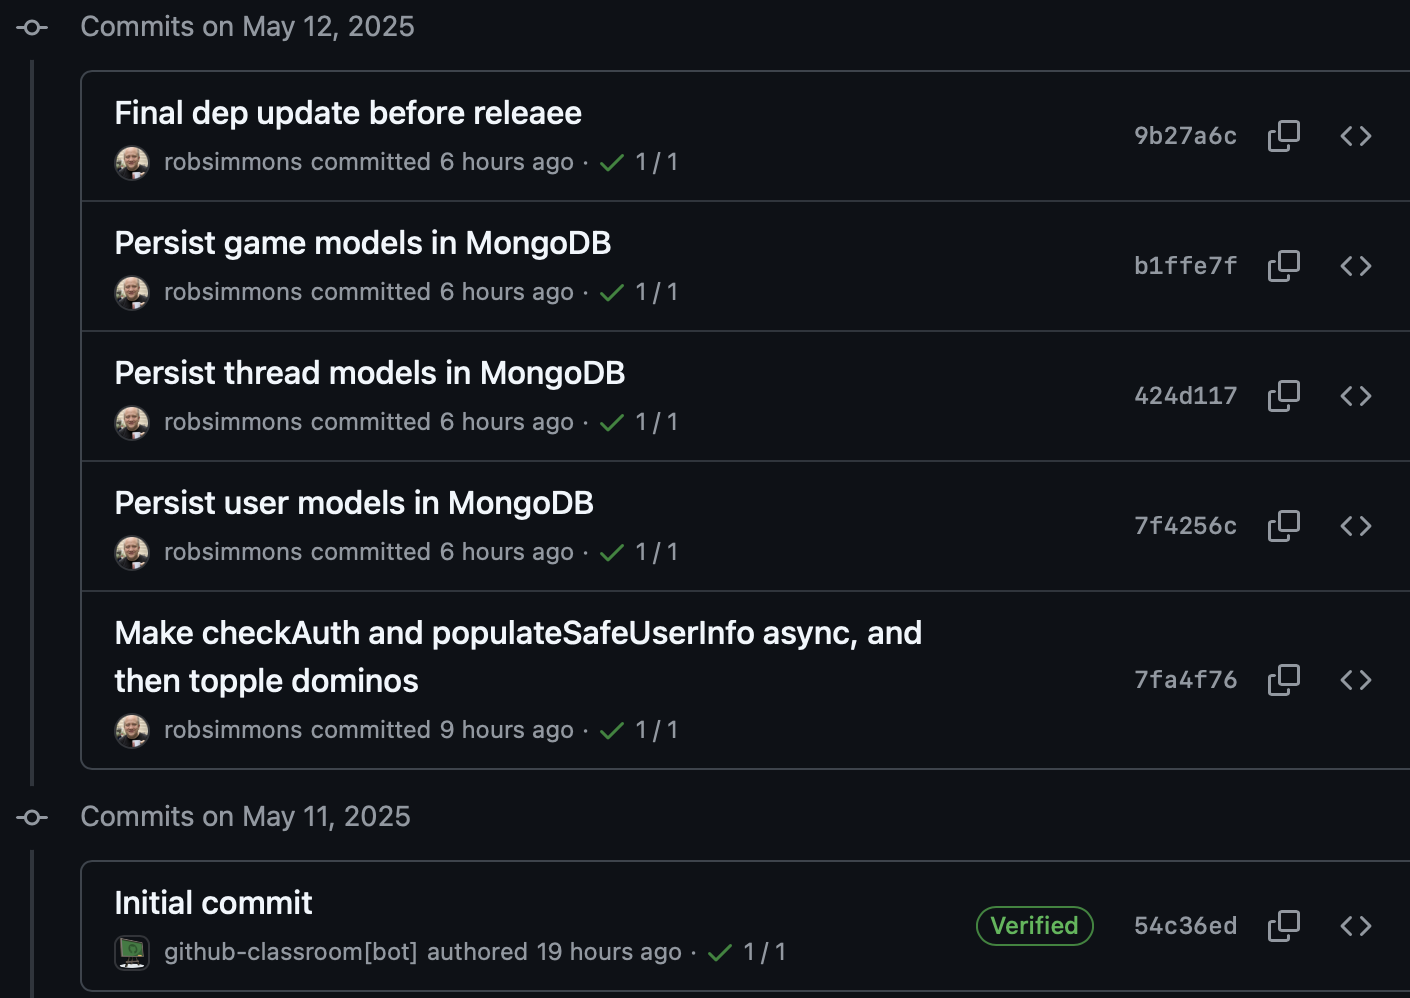 Commits on May 12, 2025
Final dep update before releaee
9b27a6c
robsimmons committed 6 hours ago · 1 / 1
Persist game models in MongoDB
b1ffe7f
robsimmons committed 6 hours ago · 1 / 1
Persist thread models in MongoDB
424d117
robsimmons committed 6 hours ago · 1 / 1
Persist user models in MongoDB
7f4256c
robsimmons committed 6 hours ago · 1 / 1
Make checkAuth and populateSafeUserInfo async, and
then topple dominos
7fa4f76
robsimmons committed 9 hours ago · 1 / 1
Commits on May 11, 2025
Initial commit
Verified 54c36ed
github-classroom[bot] authored 19 hours ago · 1 / 1